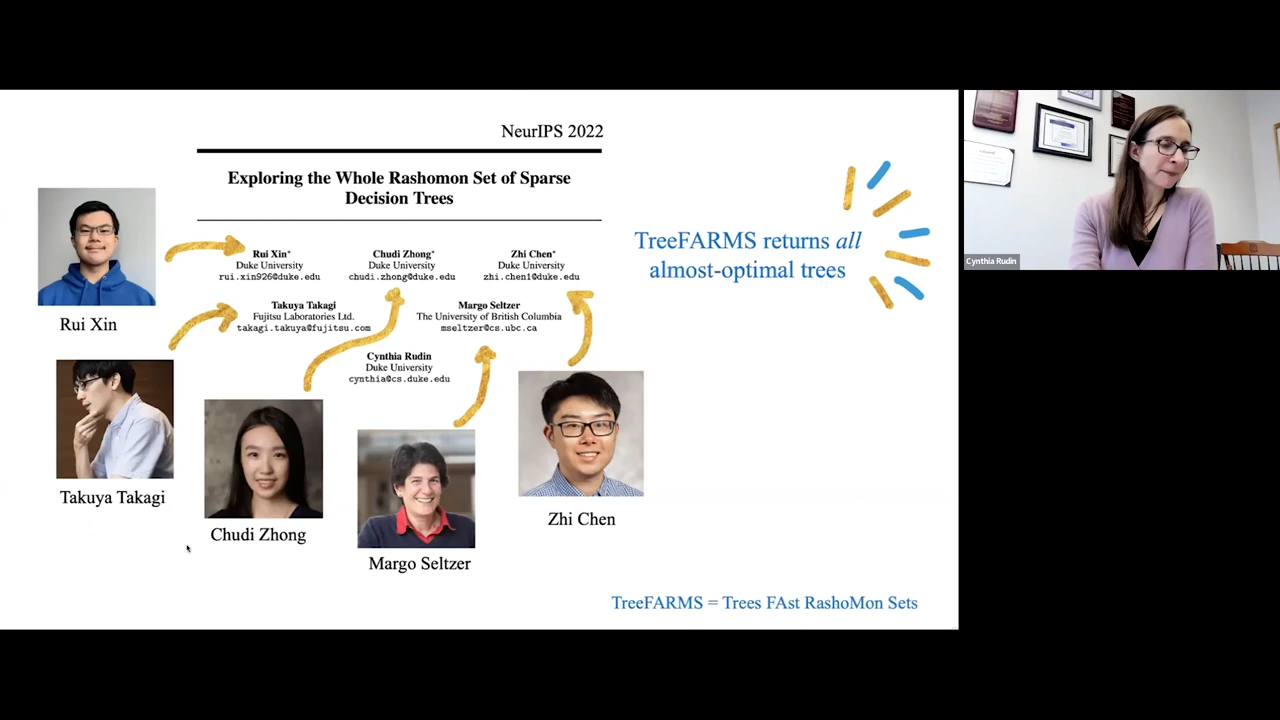 NeurIPS 2022
Exploring the Whole Rashomon Set of Sparse
Decision Trees
Rui Xin*
Duke University
rui.xin926@duke.edu
Chudi Zhong*
Duke University
chudi.zhong@duke.edu
Zhi Chen*
Duke University
zhi.chen1@duke.edu
Takuya Takagi
Fujitsu Laboratories Ltd.
takagi.takuya@fujitsu.com
Margo Seltzer
The University of British Columbia
mseltzer@cs.ubc.ca
Cynthia Rudin
Duke University
cynthia@cs.duke.edu
Rui Xin
Takuya Takagi
Chudi Zhong
Margo Seltzer
Zhi Chen
TreeFARMS returns all
almost-optimal trees
TreeFARMS = Trees FAst RashoMon Sets
Cynthia Rudin